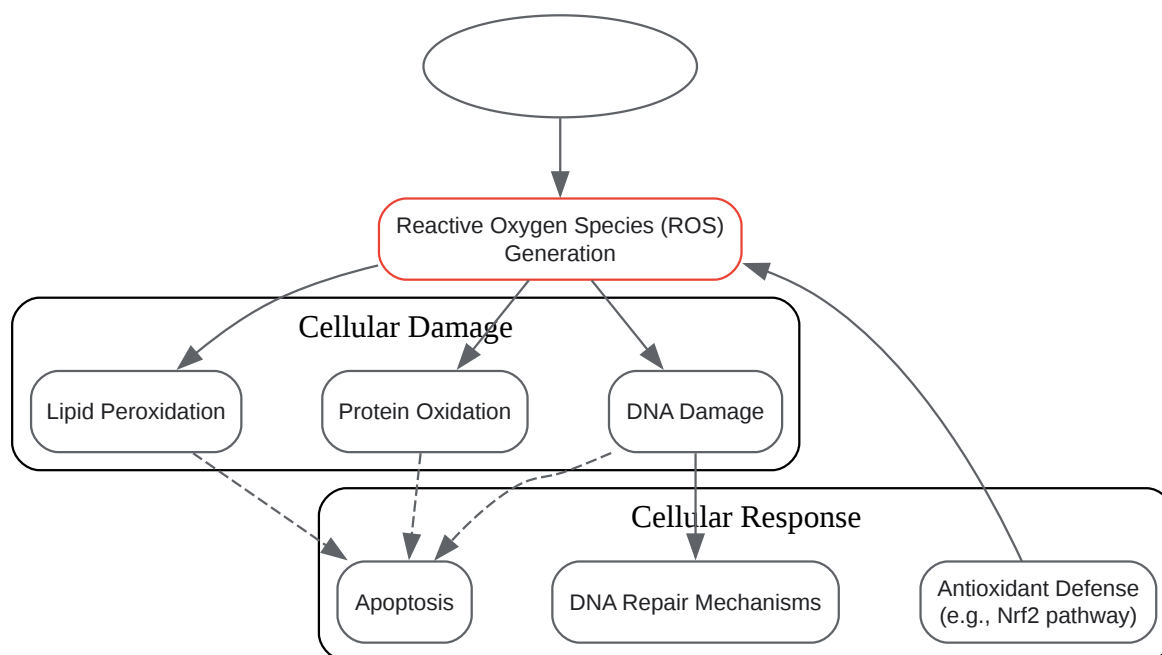 Reactive Oxygen Species (ROS)
Generation
Cellular Damage
Lipid Peroxidation
Protein Oxidation
DNA Damage
Cellular Response
Apoptosis
DNA Repair Mechanisms
Antioxidant Defense
(e.g., Nrf2 pathway)